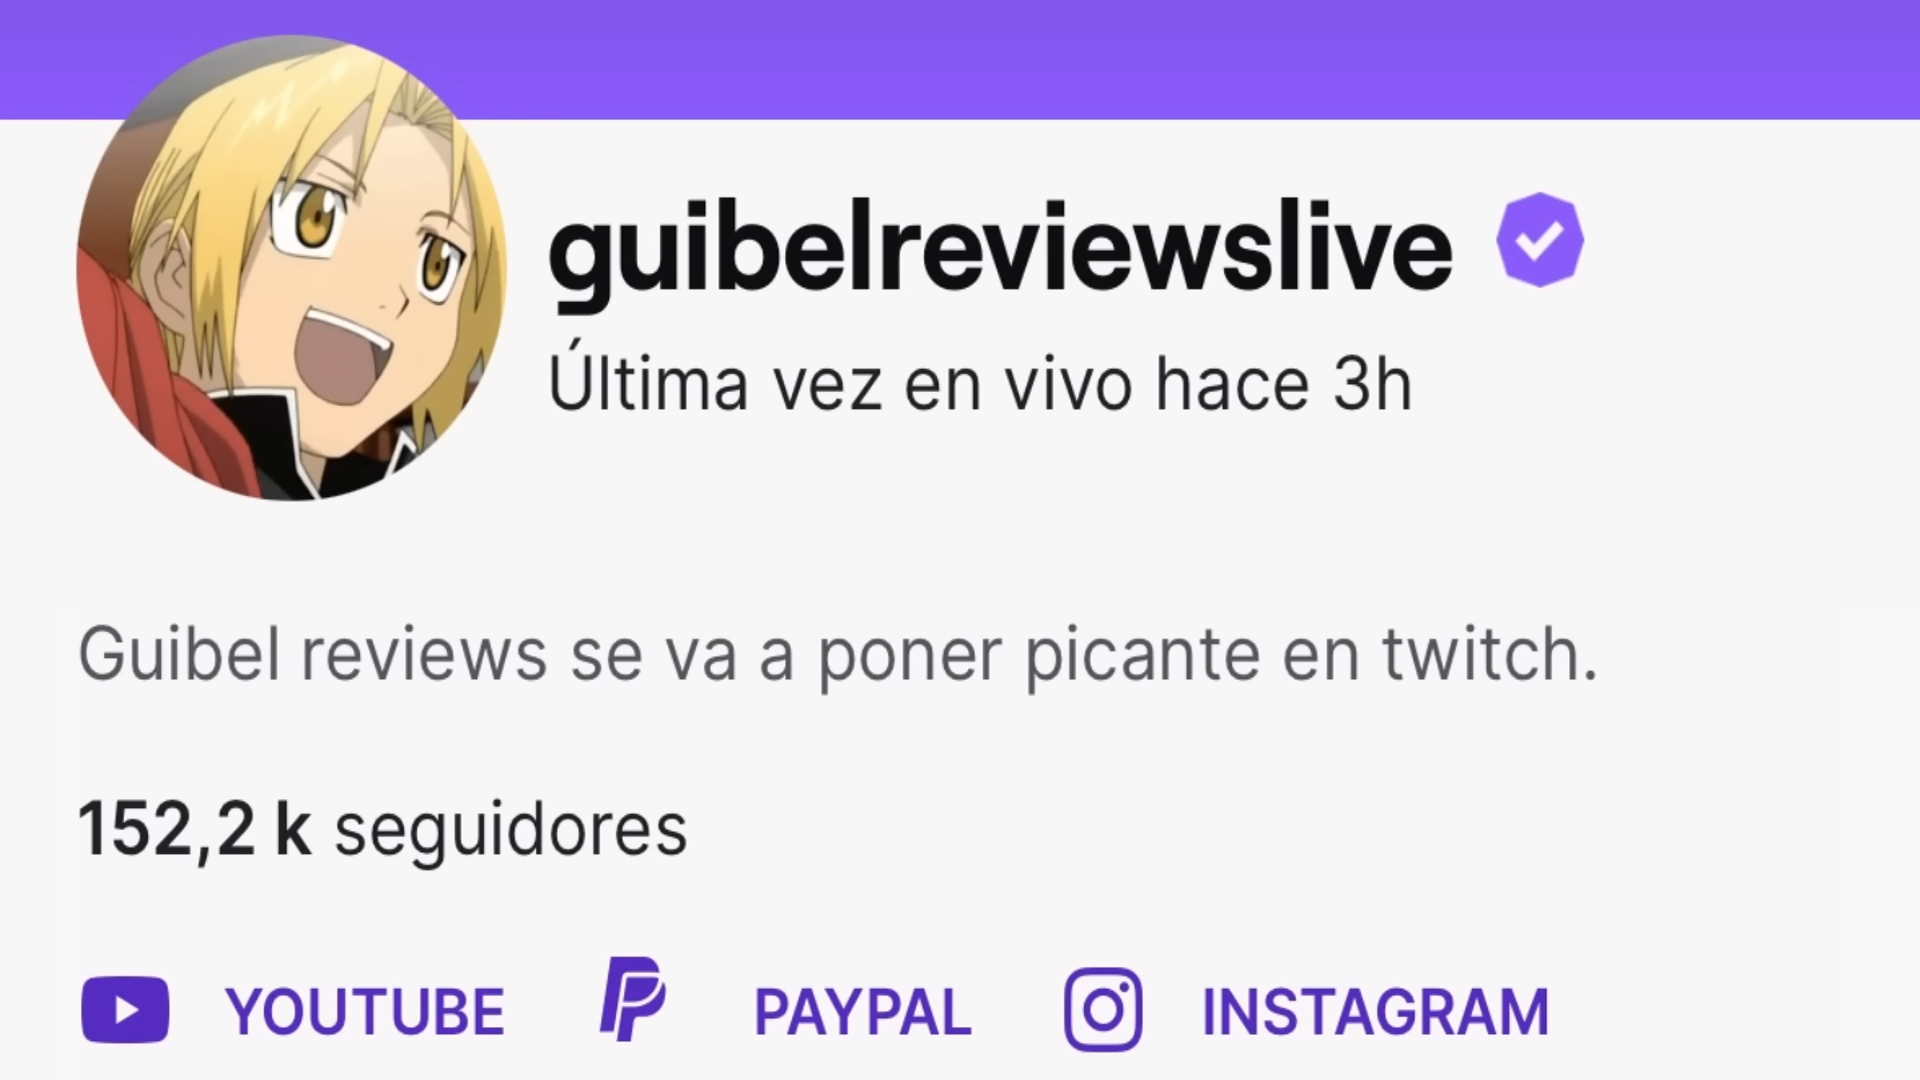 guibelreviewslive
Última vez en vivo hace 3h
Guibel reviews se va a poner picante en twitch.
152,2 k seguidores
YOUTUBE PAYPAL INSTAGRAM